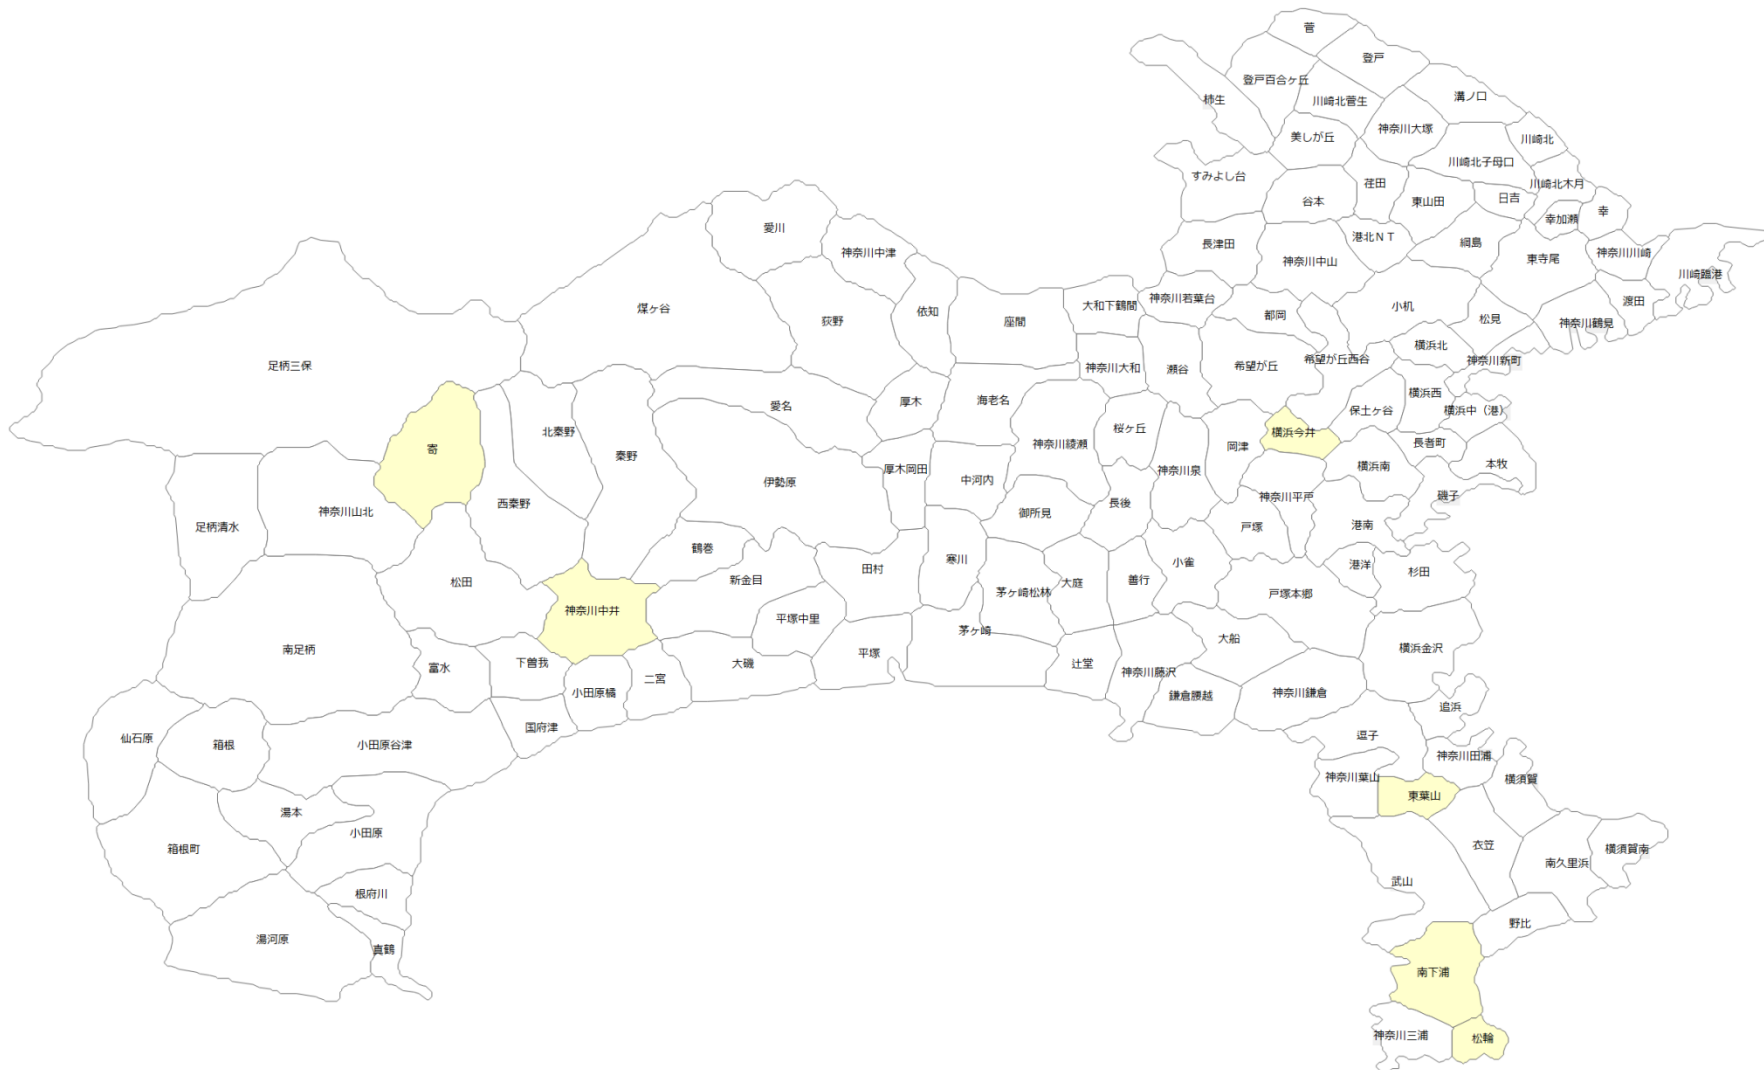 菅
登戸
登戸百合ヶ丘
溝ノ口
柿生
川崎北菅生
神奈川大塚
美しが丘
川崎北
川崎北子母口
すみよし台
荏田
川崎北木月
谷本
東山田
日吉
幸
幸加瀬
愛川
港北ＮＴ
長津田
綱島
神奈川中津
神奈川川崎
東寺尾
神奈川中山
川崎臨港
神奈川若葉台
渡田
大和下鶴間
小机
煤ヶ谷
依知
都岡
荻野
座間
松見
神奈川鶴見
横浜北
希望が丘西谷
神奈川新町
足柄三保
希望が丘
神奈川大和
瀬谷
横浜西
海老名
厚木
愛名
保土ヶ谷
横浜中（港）
桜ケ丘
北秦野
横浜今井
神奈川綾瀬
長者町
岡津
寄
秦野
本牧
横浜南
厚木岡田
神奈川泉
中河内
伊勢原
磯子
神奈川平戸
西秦野
長後
神奈川山北
御所見
港南
足柄清水
戸塚
鶴巻
寒川
小雀
港洋
田村
杉田
新金目
善行
松田
大庭
茅ヶ崎松林
戸塚本郷
神奈川中井
平塚中里
茅ケ崎
大船
横浜金沢
南足柄
平塚
下曽我
大磯
辻堂
富水
神奈川藤沢
二宮
小田原橘
神奈川鎌倉
鎌倉腰越
追浜
国府津
逗子
仙石原
箱根
小田原谷津
神奈川田浦
神奈川葉山
横須賀
東葉山
湯本
小田原
衣笠
箱根町
横須賀南
南久里浜
武山
根府川
野比
湯河原
真鶴
南下浦
神奈川三浦
松輪